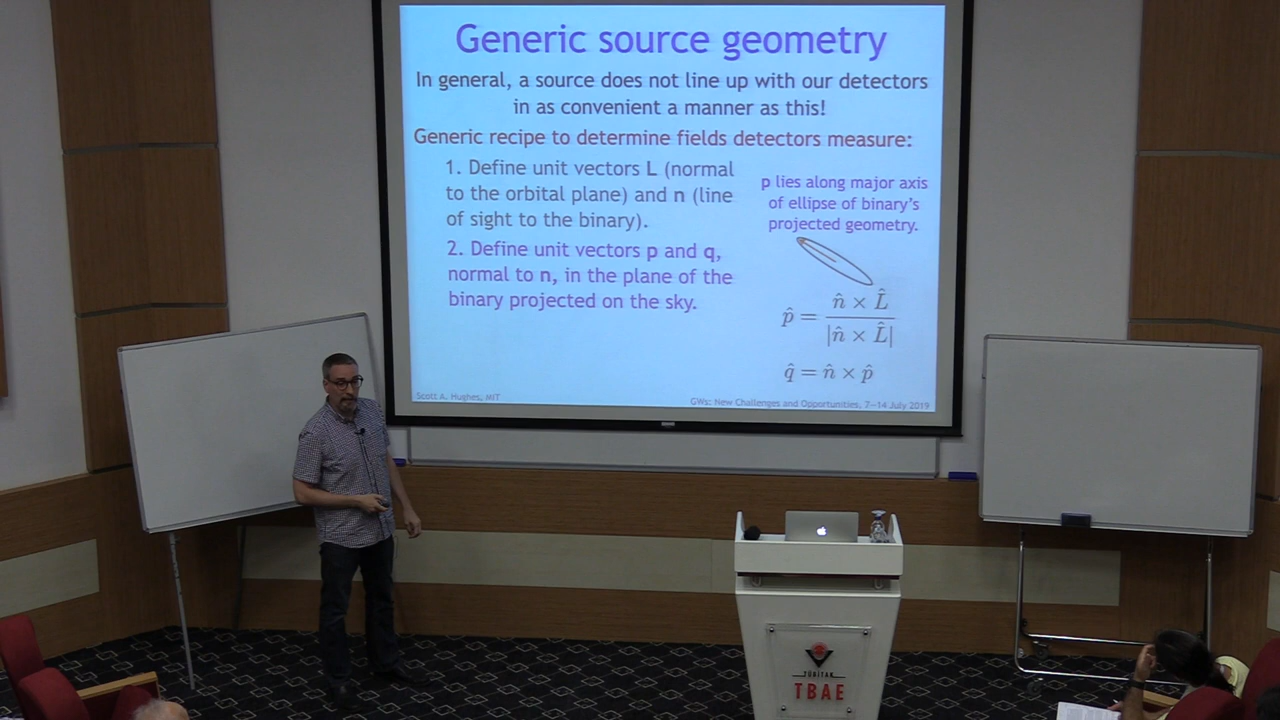 Generic source geometry
In general, a source does not line up with our detectors
in as convenient a manner as this!
Generic recipe to determine fields detectors measure:
1. Define unit vectors L (normal
to the orbital plane) and n (line
of sight to the binary).
2. Define unit vectors p and q,
normal to n, in the plane of the
binary projected on the sky.
p lies along major axis
of ellipse of binary's
projected geometry.
p̂ = n̂ × L̂ / |n̂ × L̂|
q̂ = n̂ × p̂
Scott A. Hughes, MIT
GWs: New Challenges and Opportunities, 7—14 July 2019
TÜBİTAK
TBAE